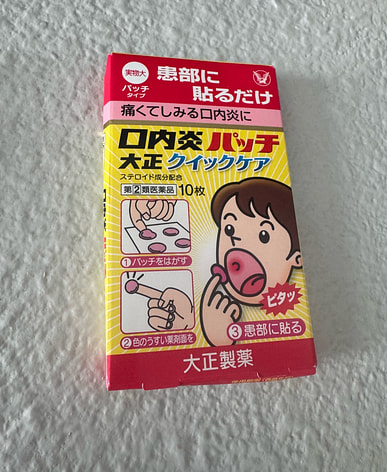 実物大
パッチ
タイプ
患部に
貼るだけ
痛くてしみる口内炎に
口内炎 パッチ
大正 クイックケア
ステロイド成分配合
指定第②類医薬品 10枚
①パッチをはがす
②色のうすい薬剤面を
ピタッ
③患部に貼る
大正製薬